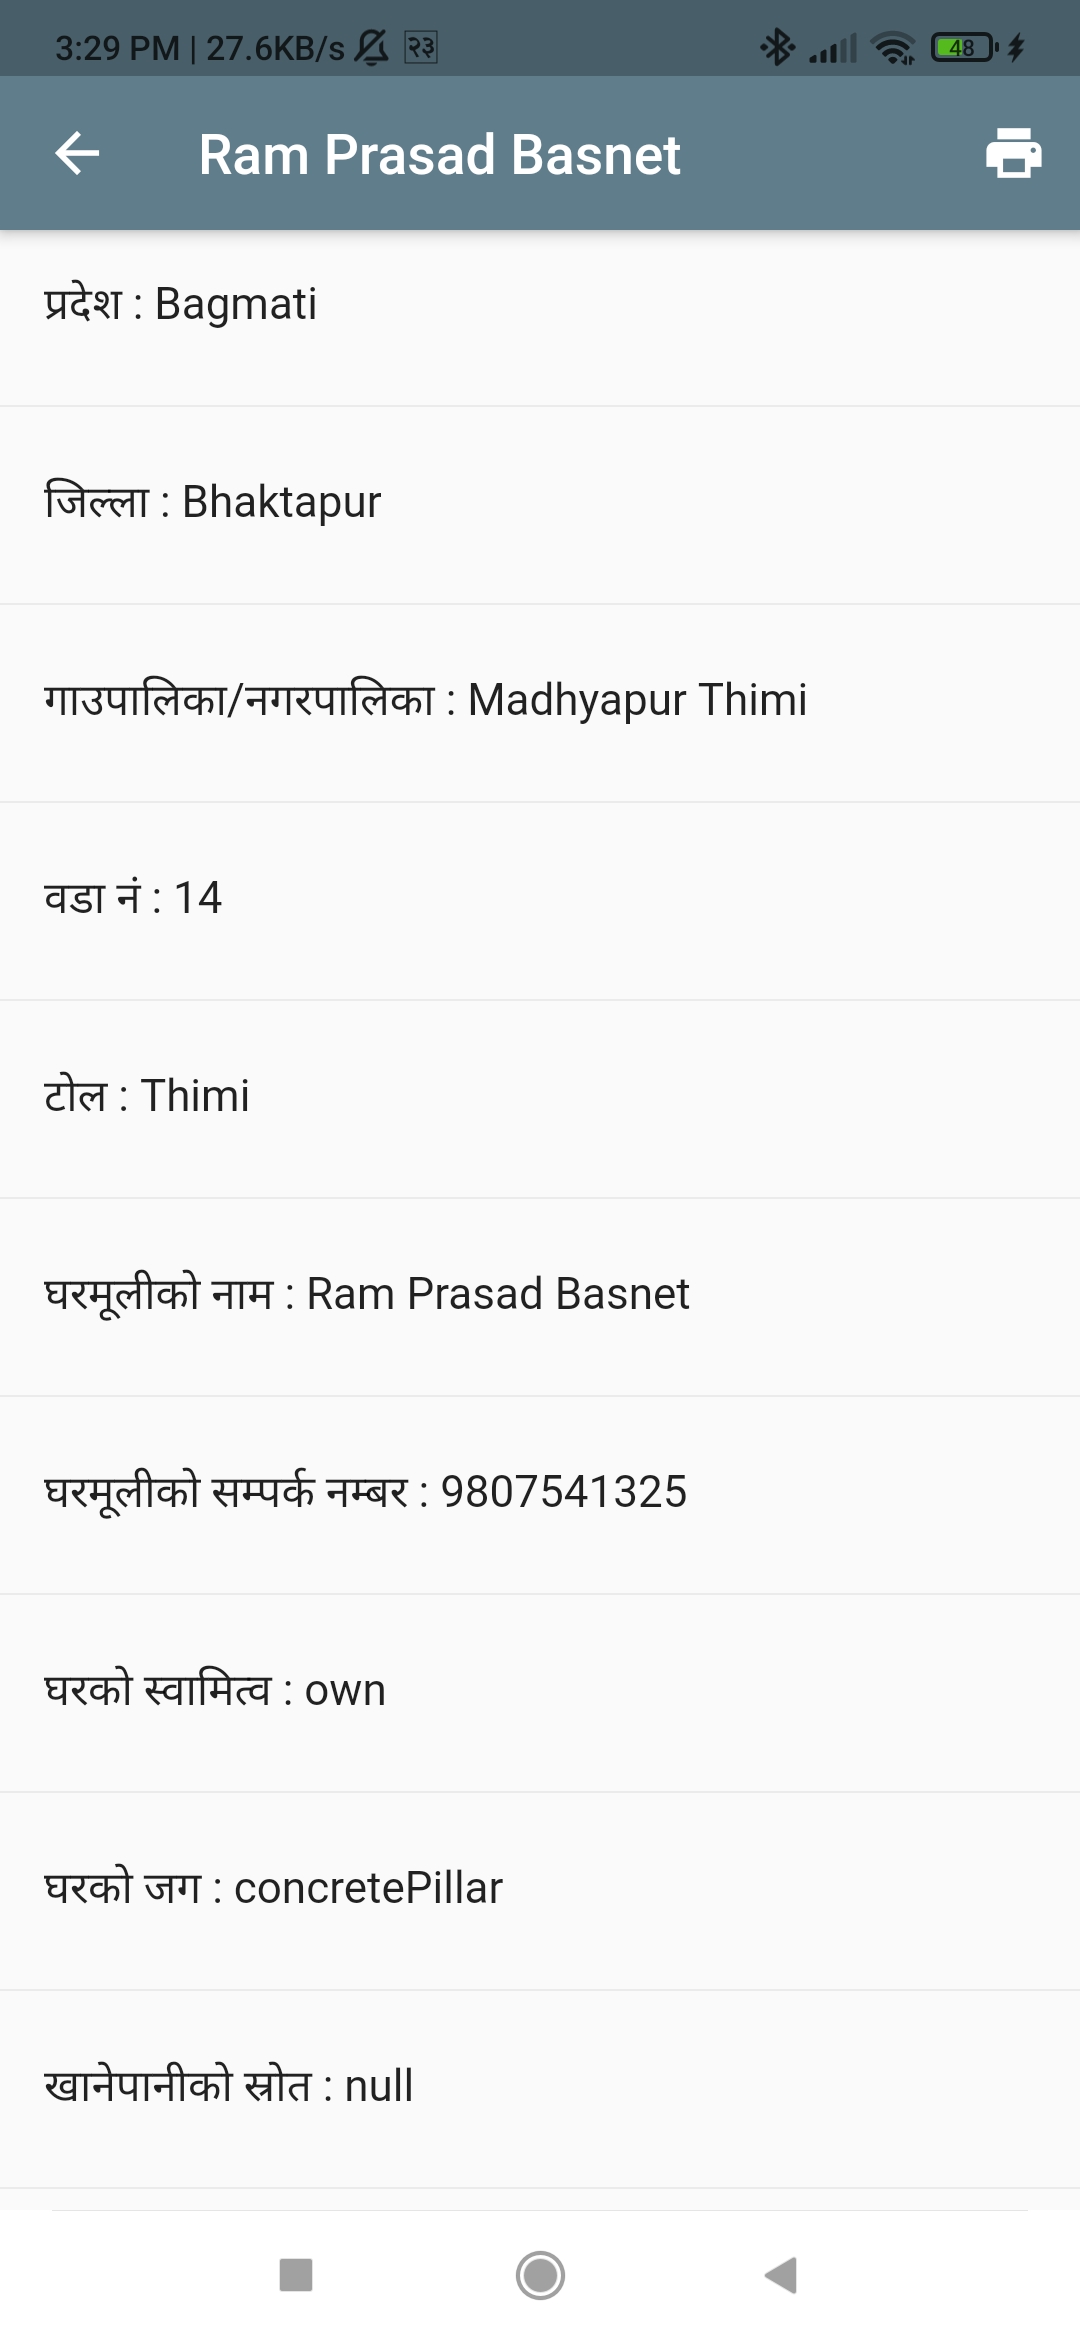 3:29 PM | 27.6KB/s २३ 48
Ram Prasad Basnet
प्रदेश : Bagmati
जिल्ला : Bhaktapur
गाउपालिका/नगरपालिका : Madhyapur Thimi
वडा नं : 14
टोल : Thimi
घरमूलीको नाम : Ram Prasad Basnet
घरमूलीको सम्पर्क नम्बर : 9807541325
घरको स्वामित्व : own
घरको जग : concretePillar
खानेपानीको स्रोत : null